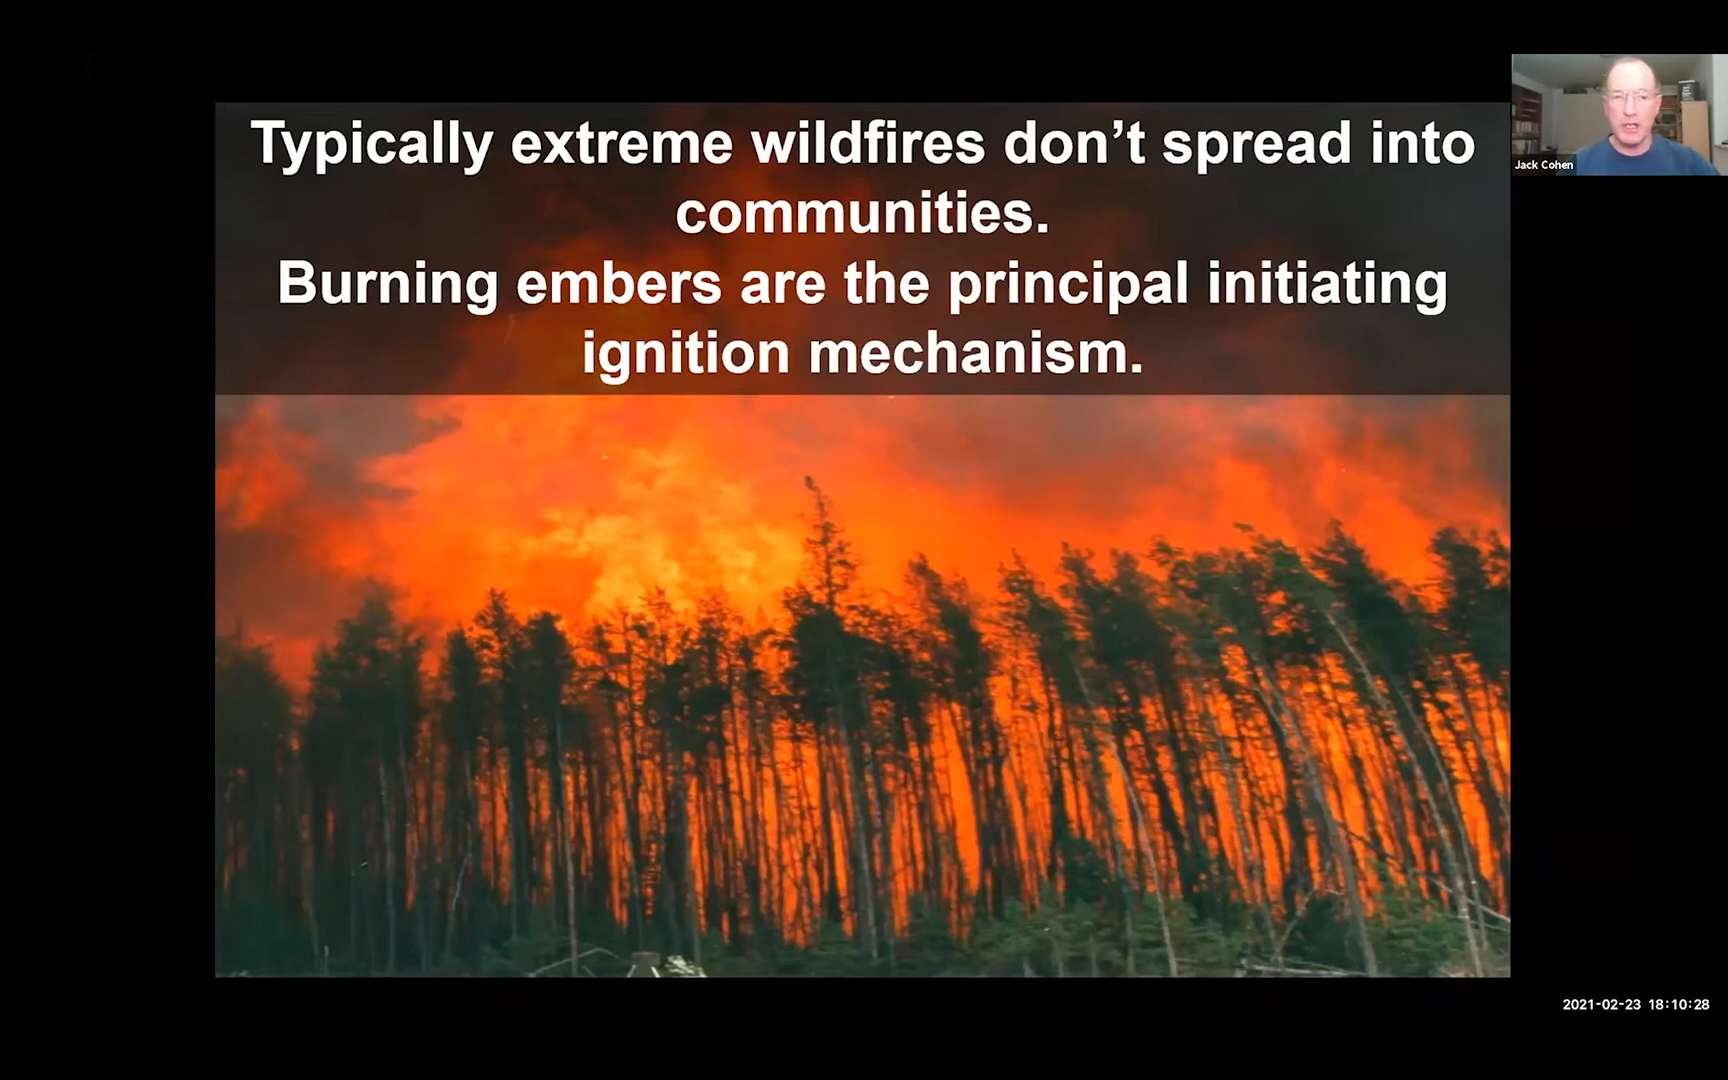 Typically extreme wildfires don’t spread into
communities.
Burning embers are the principal initiating
ignition mechanism.
Jack Cohen
2021-02-23 18:10:28